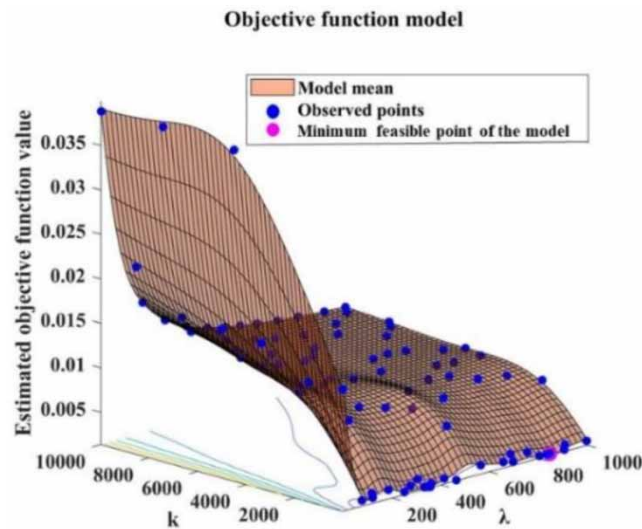 Objective function model
Model mean
Observed points
Minimum feasible point of the model
Estimated objective function value
0.035
0.03
0.025
0.02
0.015
0.01
0.005
10000
8000
6000
4000
2000
k
200
400
600
800
1000
λ